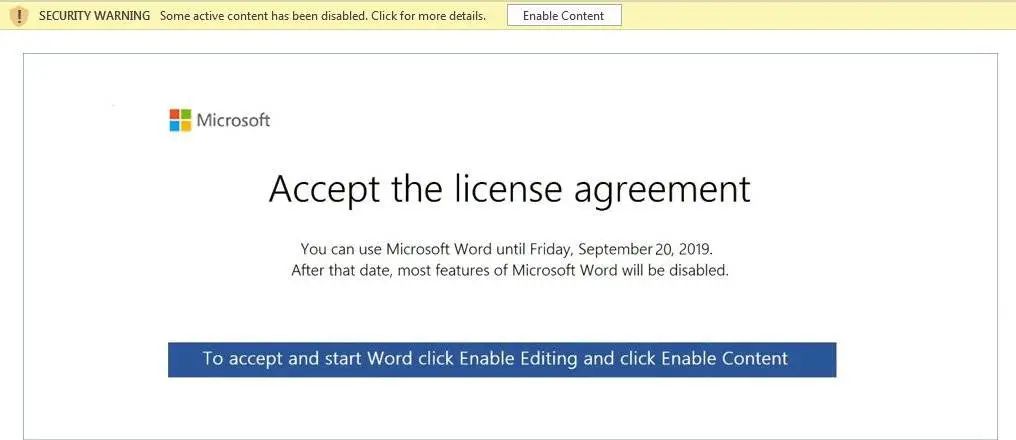 SECURITY WARNING Some active content has been disabled. Click for more details. Enable Content
Microsoft
Accept the license agreement
You can use Microsoft Word until Friday, September 20, 2019.
After that date, most features of Microsoft Word will be disabled.
To accept and start Word click Enable Editing and click Enable Content